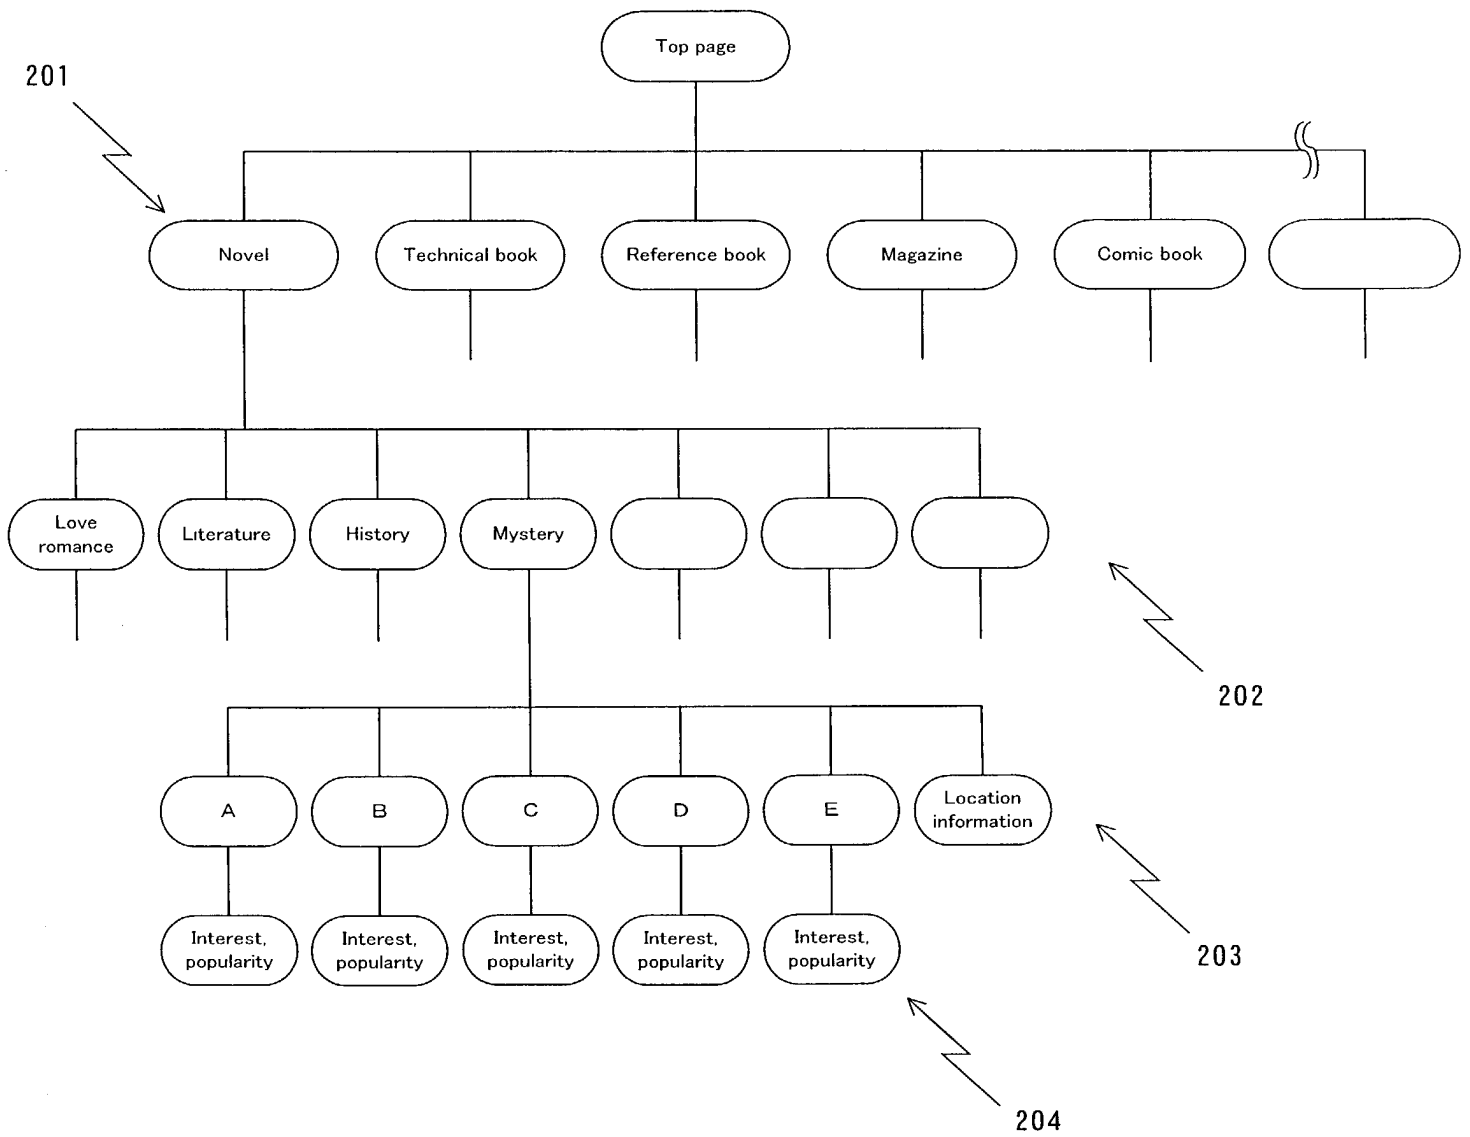 Top page
201
Novel
Technical book
Reference book
Magazine
Comic book
Love
romance
Literature
History
Mystery
202
A
B
C
D
E
Location
information
203
Interest,
popularity
Interest,
popularity
Interest,
popularity
Interest,
popularity
Interest,
popularity
204